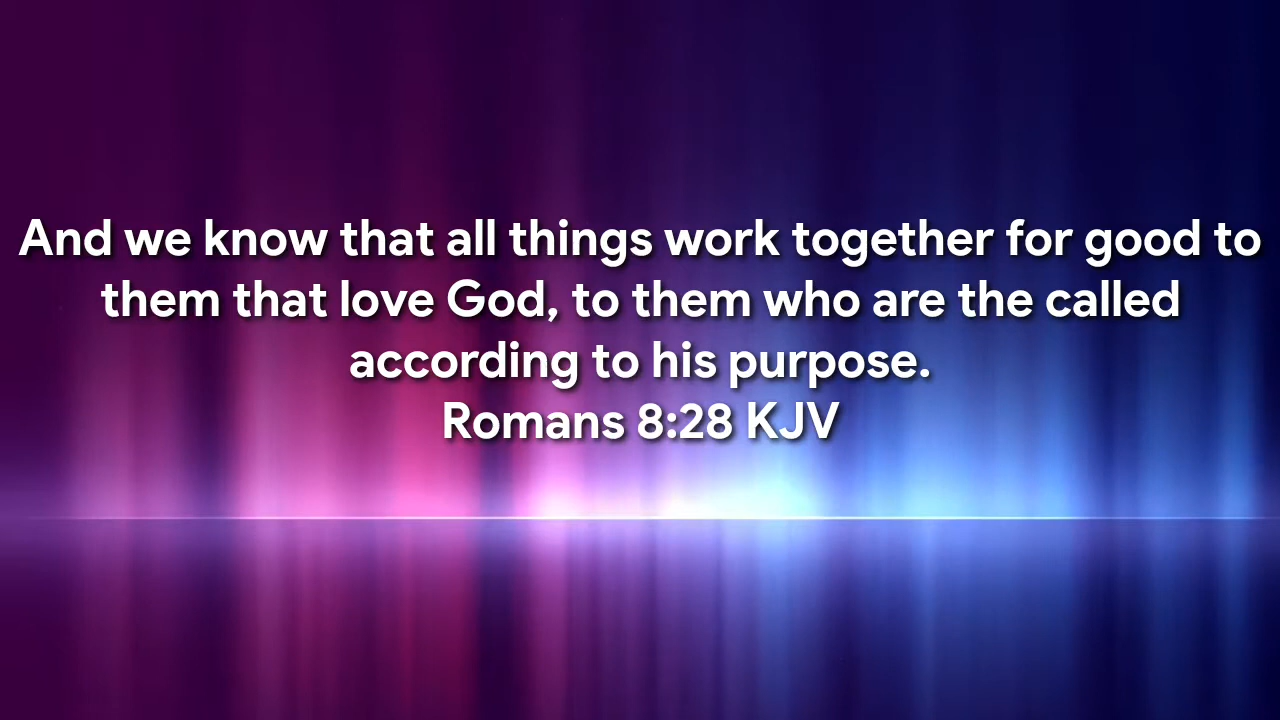 And we know that all things work together for good to
them that love God, to them who are the called
according to his purpose.
Romans 8:28 KJV